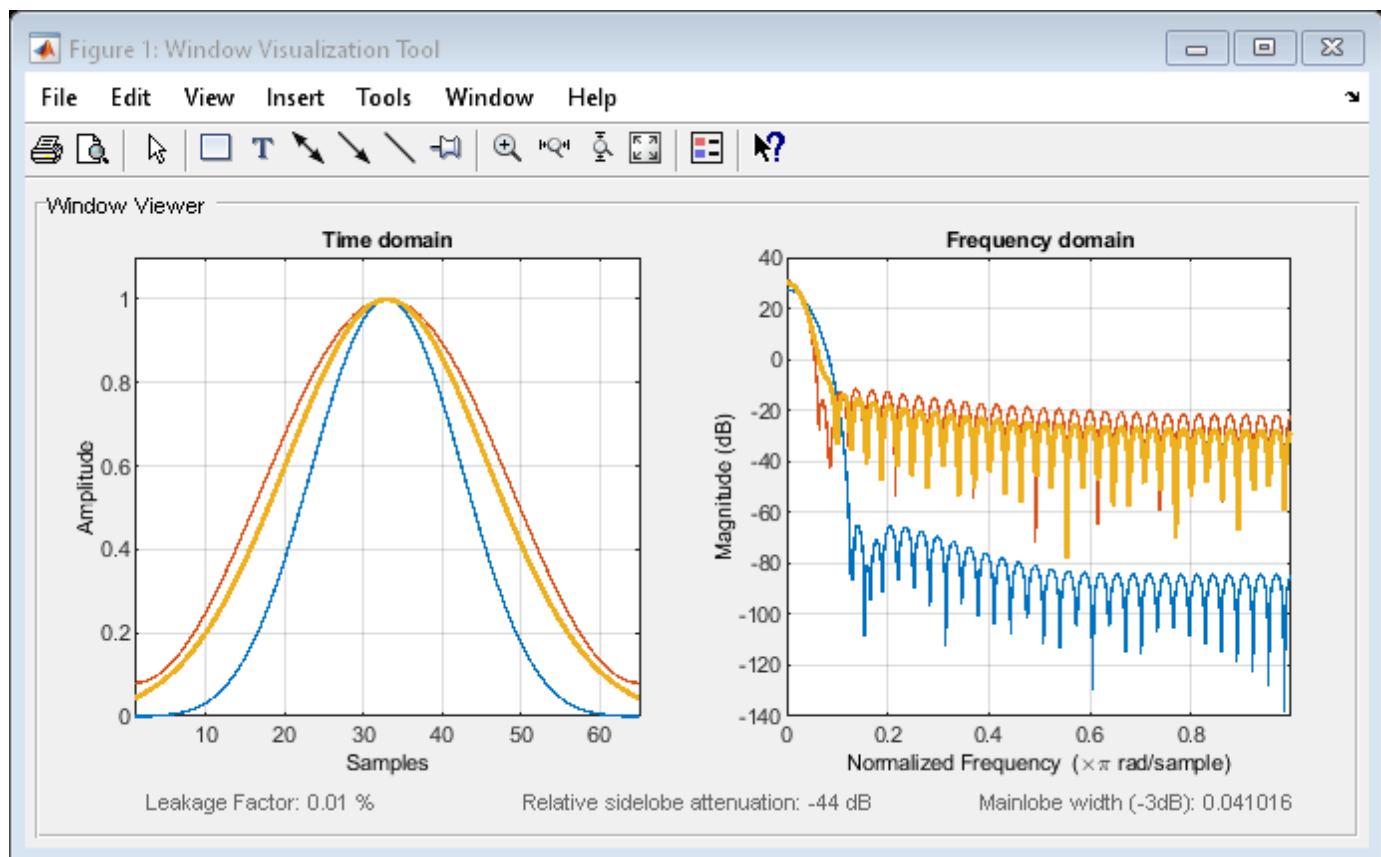 Figure 1: Window Visualization Tool
File Edit View Insert Tools Window Help
T ?
Window Viewer
Time domain
1
0.8
0.6
0.4
0.2
0
Amplitude
10 20 30 40 50 60
Samples
Frequency domain
40
20
0
-20
-40
-60
-80
-100
-120
-140
Magnitude (dB)
0 0.2 0.4 0.6 0.8
Normalized Frequency (×π rad/sample)
Leakage Factor: 0.01 % Relative sidelobe attenuation: -44 dB Mainlobe width (-3dB): 0.041016